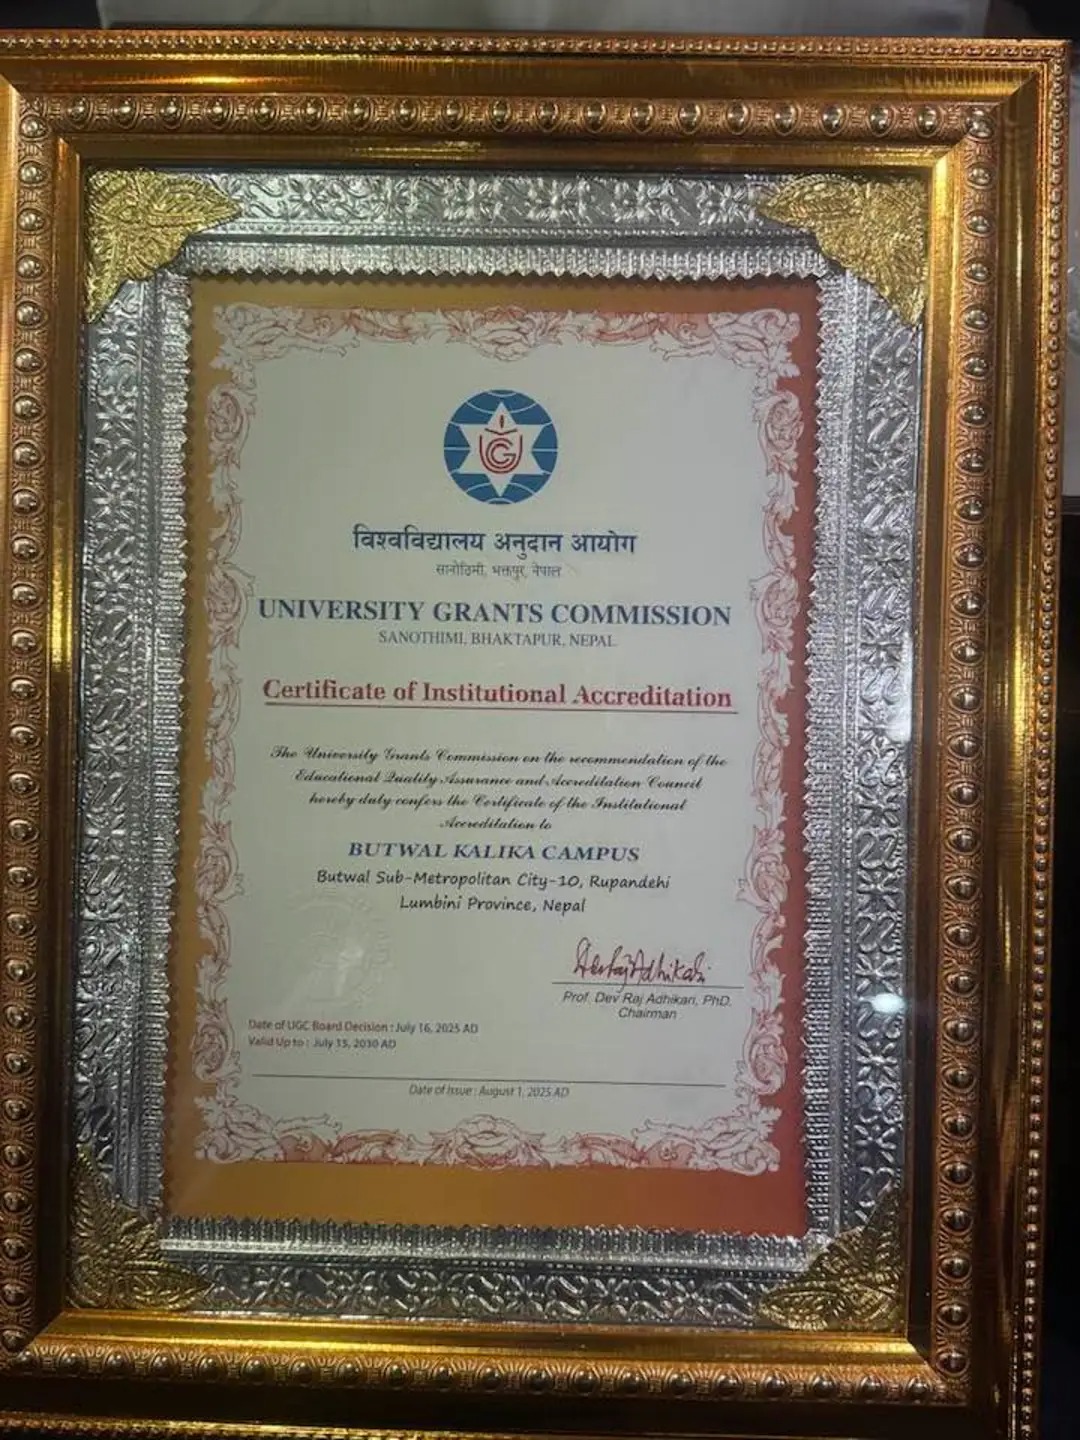 UGC
विश्वविद्यालय अनुदान आयोग
सानोठिमी, भक्तपुर, नेपाल
UNIVERSITY GRANTS COMMISSION
SANOTHIMI, BHAKTAPUR, NEPAL
Certificate of Institutional Accreditation
The University Grants Commission on the recommendation of the
Educational Quality Assurance and Accreditation Council
hereby duly confers the Certificate of the Institutional
Accreditation to
BUTWAL KALIKA CAMPUS
Butwal Sub-Metropolitan City-10, Rupandehi
Lumbini Province, Nepal
DevrajAdhikari
Prof. Dev Raj Adhikari, PhD.
Chairman
Date of UGC Board Decision : July 16, 2025 AD
Valid Up to : July 15, 2030 AD
Date of Issue : August 1, 2025 AD